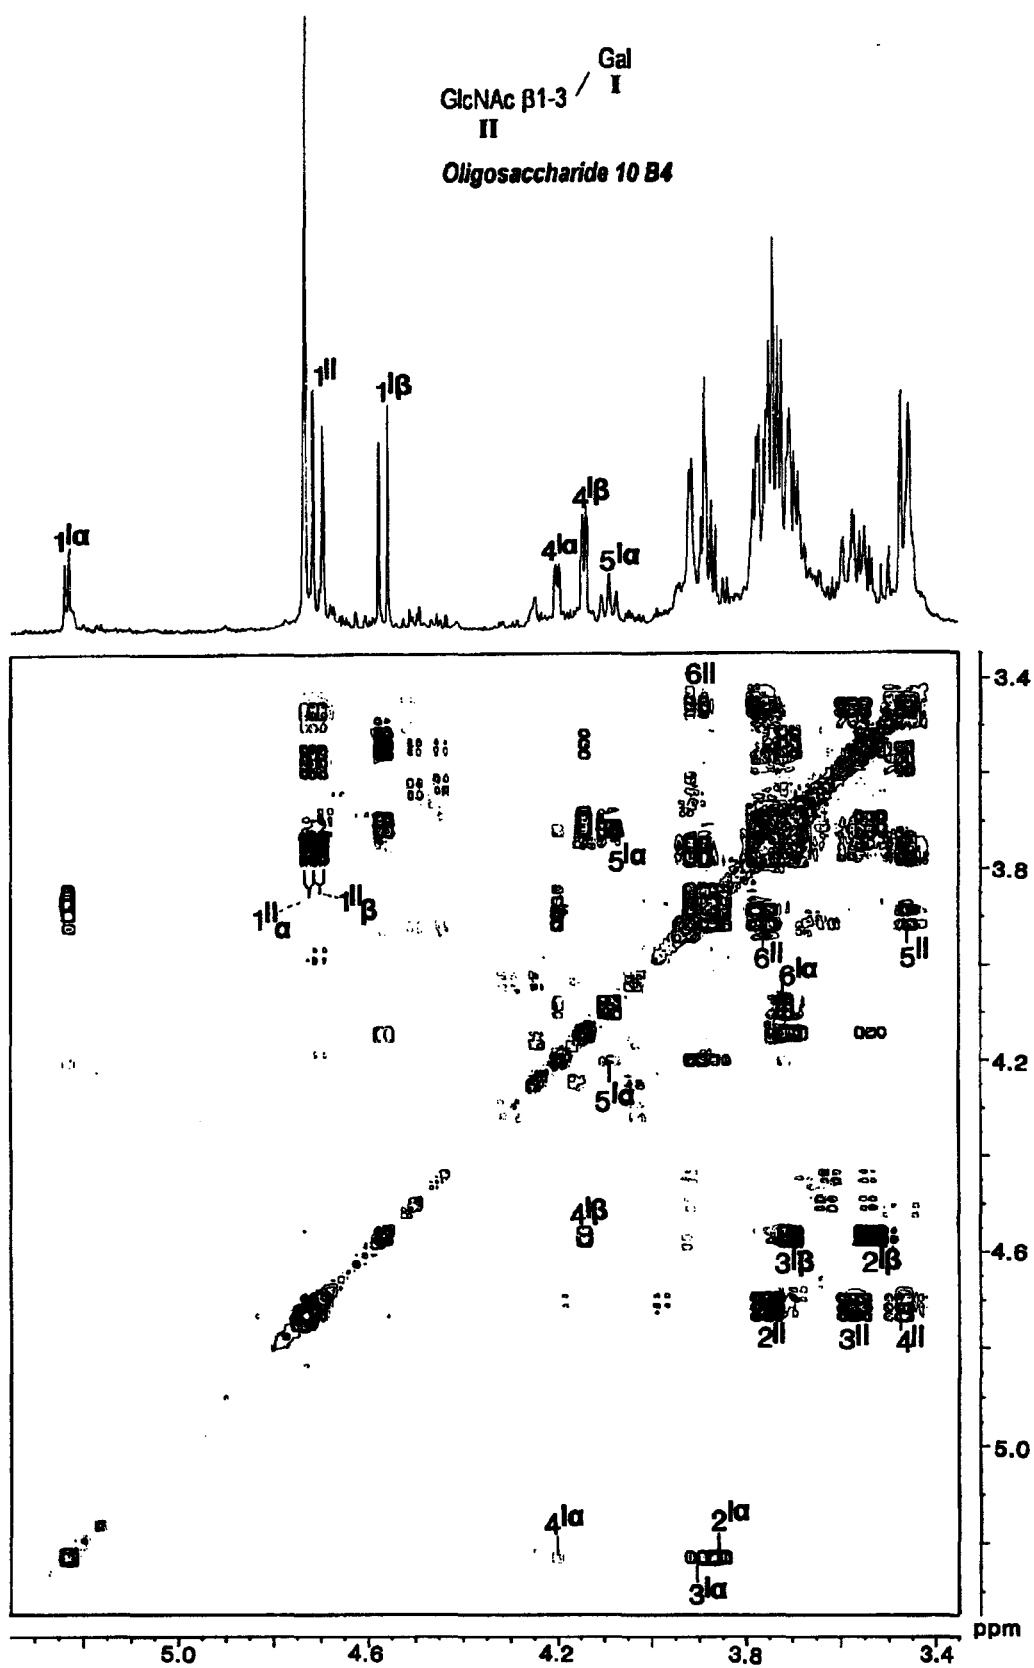 Gal
I
GlcNAc β1-3
II
Oligosaccharide 10 B4
1II
1Iβ
4Iβ
1Iα
4Iα
5Iα
6II
3.4
5Iα
3.8
1IIα
1IIβ
6II
5II
6Iα
4.2
5Iα
4Iβ
3Iβ
2Iβ
4.6
2II
3II
4II
5.0
4Iα
2Iα
3Iα
ppm
5.0
4.6
4.2
3.8
3.4